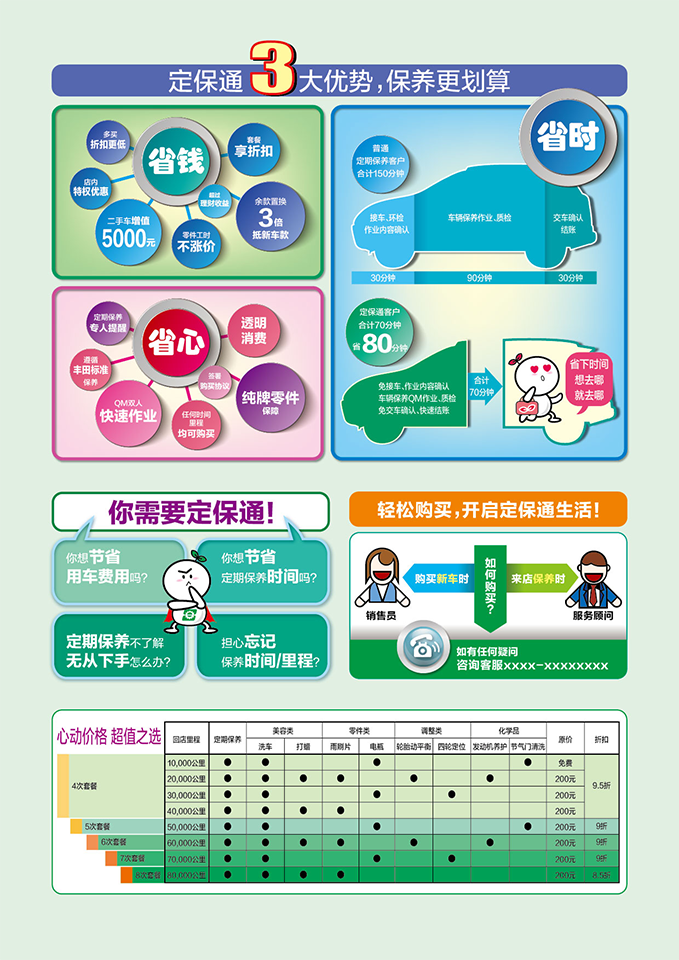 定保通3大优势,保养更划算
省钱
多买
折扣更低
套餐
享折扣
店内
特权优惠
超过
理财收益
二手车增值
5000元
零件工时
不涨价
余款置换
3倍
抵新车款
省时
普通
定期保养客户
合计150分钟
接车、环检
作业内容确认
车辆保养作业、质检
交车确认
结账
30分钟
90分钟
30分钟
定保通客户
合计70分钟
省80分钟
免接车、作业内容确认
车辆保养QM作业、质检
免交车确认、快速结账
合计
70分钟
省下时间
想去哪
就去哪
省心
定期保养
专人提醒
透明
消费
遵循
丰田标准
保养
签署
购买协议
QM双人
快速作业
任何时间
里程
均可购买
纯牌零件
保障
你需要定保通!
你想节省
用车费用吗?
你想节省
定期保养时间吗?
定期保养不了解
无从下手怎么办?
担心忘记
保养时间/里程?
轻松购买,开启定保通生活!
购买新车时
如何购买?
来店保养时
销售员
服务顾问
如有任何疑问
咨询客服xxxx-xxxxxxxx
心动价格 超值之选
回店里程 定期保养 美容类 零件类 调整类 化学品 原价 折扣
洗车 打蜡 雨刷片 电瓶 轮胎动平衡 四轮定位 发动机养护 节气门清洗
4次套餐
10,000公里 ● ● ● ● 免费
20,000公里 ● ● ● ● ● ● 200元
9.5折
30,000公里 ● ● ● ● 200元
40,000公里 ● ● ● ● 200元
5次套餐 50,000公里 ● ● ● ● 200元 9折
6次套餐 60,000公里 ● ● ● ● ● ● 200元 9折
7次套餐 70,000公里 ● ● ● ● 200元 9折
8次套餐 80,000公里 ● ● ● ● 200元 8.5折